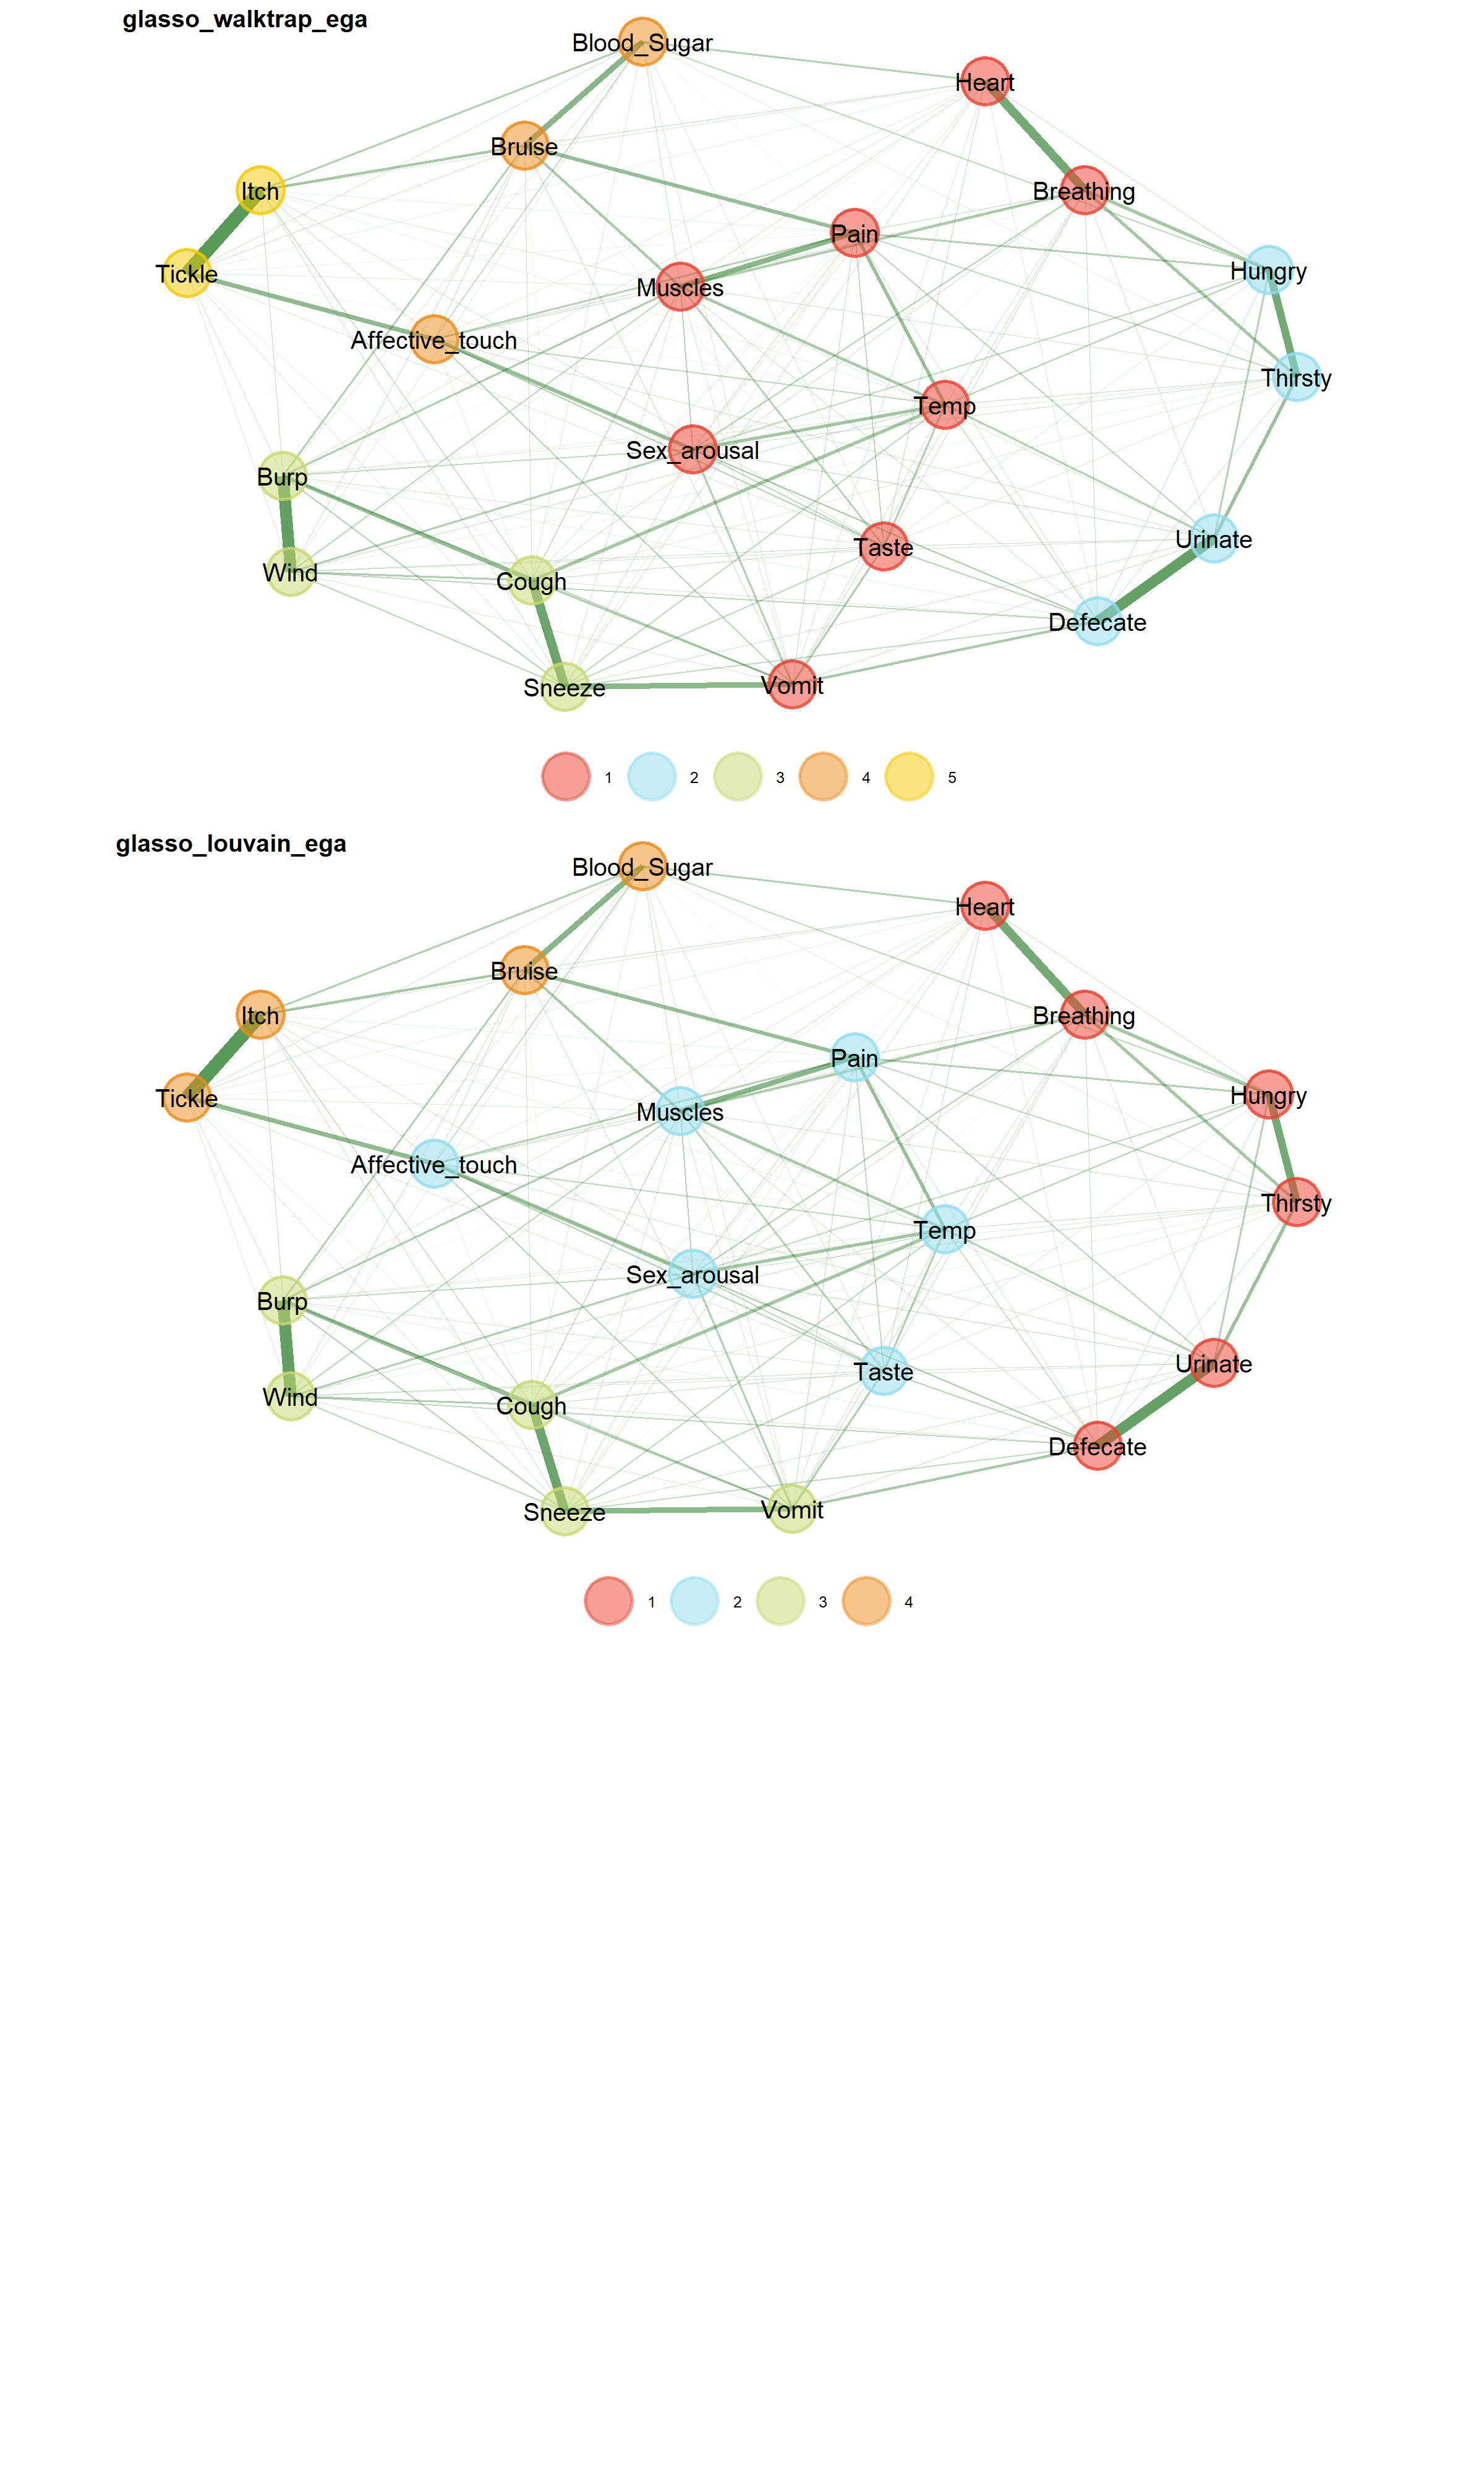 glasso_walktrap_ega
Blood_Sugar
Heart
Bruise
Itch
Breathing
Pain
Tickle
Hungry
Muscles
Affective_touch
Thirsty
Temp
Sex_arousal
Burp
Urinate
Taste
Wind
Cough
Defecate
Sneeze
Vomit
1 2 3 4 5
glasso_louvain_ega
Blood_Sugar
Heart
Bruise
Itch
Breathing
Pain
Tickle
Hungry
Muscles
Affective_touch
Thirsty
Temp
Sex_arousal
Burp
Urinate
Taste
Wind
Cough
Defecate
Sneeze
Vomit
1 2 3 4